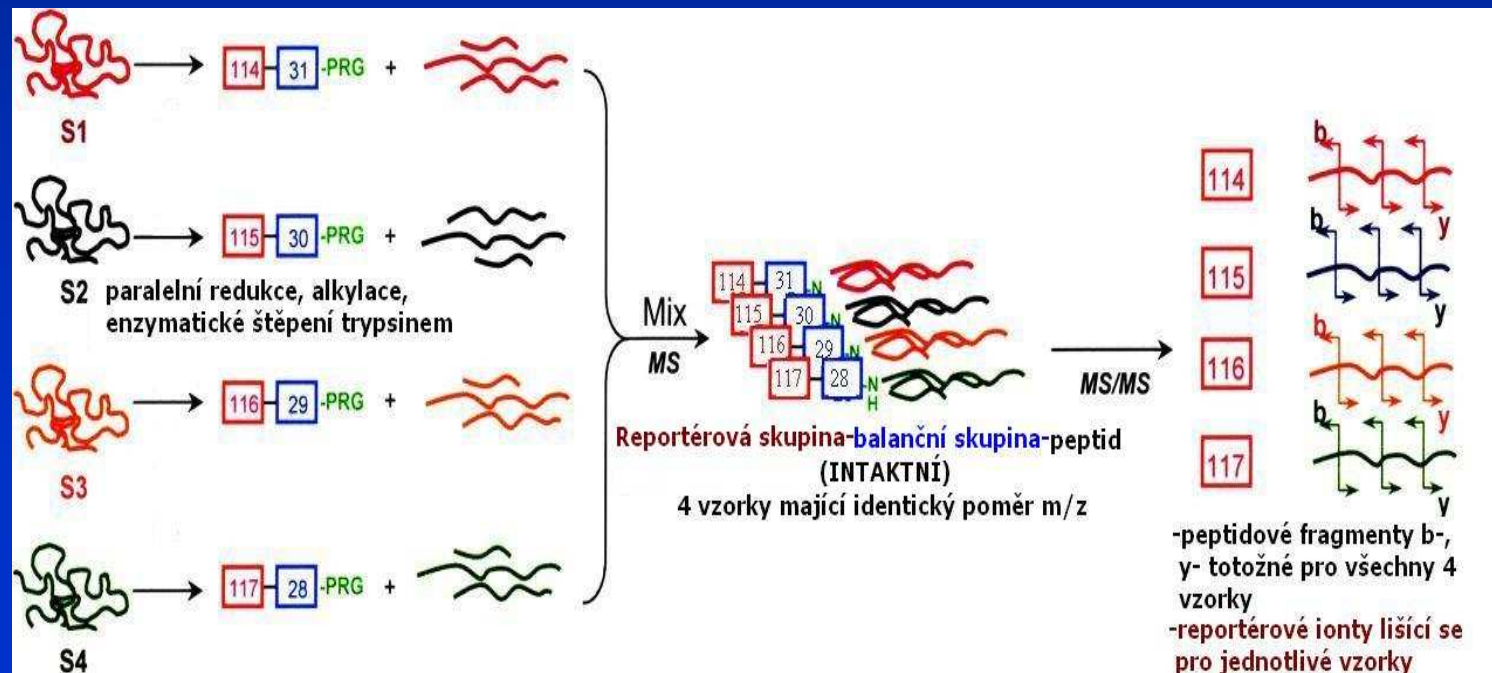 114 31 -PRG +
S1
115 30 -PRG +
S2 paralelní redukce, alkylace,
enzymatické štěpení trypsinem
116 29 -PRG +
S3
117 28 -PRG +
S4
Mix
MS
114 31 -N
115 30 -N
116 29 -N
117 28 -N
H
Reportérová skupina-balanční skupina-peptid
(INTAKTNÍ)
4 vzorky mající identický poměr m/z
MS/MS
114 b y
115 b y
116 b y
117 b y
-peptidové fragmenty b-,
y- totožné pro všechny 4
vzorky
-reportérové ionty lišící se
pro jednotlivé vzorky